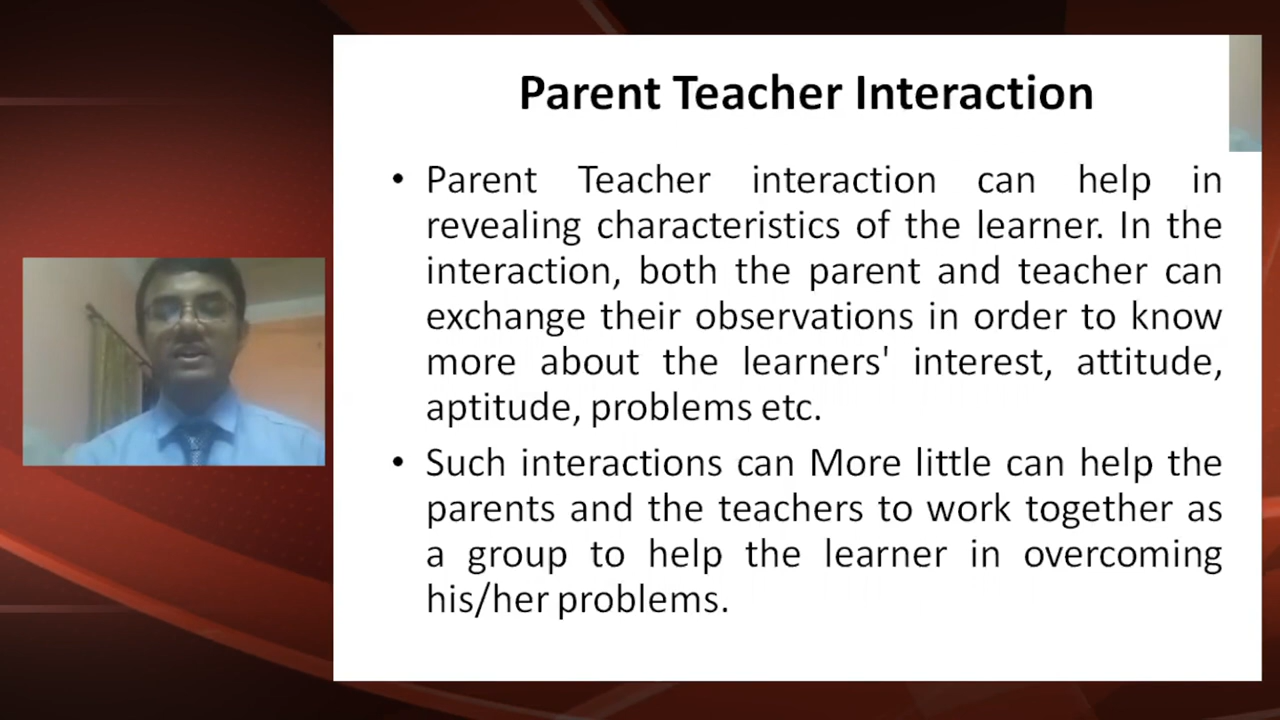 Parent Teacher Interaction
• Parent Teacher interaction can help in
revealing characteristics of the learner. In the
interaction, both the parent and teacher can
exchange their observations in order to know
more about the learners' interest, attitude,
aptitude, problems etc.
• Such interactions can More little can help the
parents and the teachers to work together as
a group to help the learner in overcoming
his/her problems.